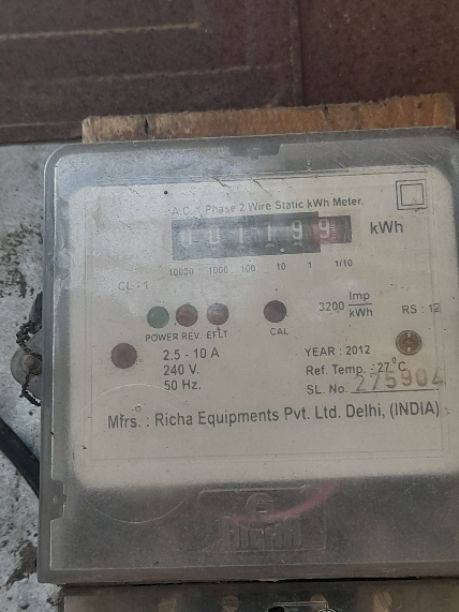 A.C. 1 Phase 2 Wire Static kWh Meter.
kWh
10000 1000 100 10 1 1/10
CL - 1
3200 Imp/kWh
RS : 12
POWER REV. EFLT CAL
2.5 - 10 A
YEAR : 2012
240 V.
Ref. Temp. : 27°C
50 Hz.
SL. No. 275904
Mfrs. : Richa Equipments Pvt. Ltd. Delhi, (INDIA)